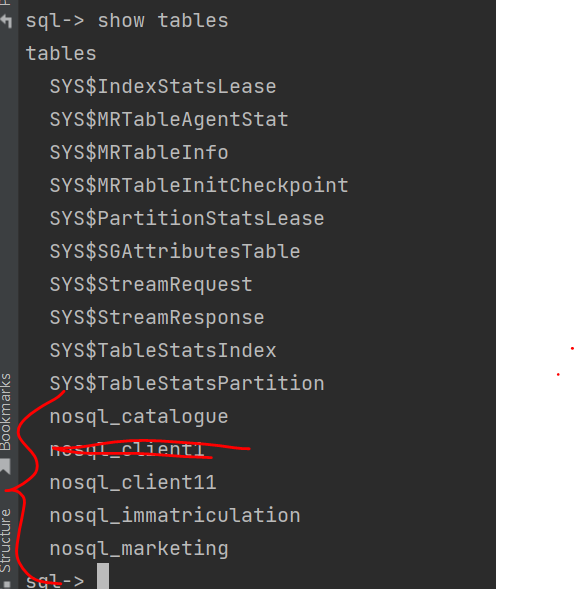 sql-> show tables
tables
SYS$IndexStatsLease
SYS$MRTableAgentStat
SYS$MRTableInfo
SYS$MRTableInitCheckpoint
SYS$PartitionStatsLease
SYS$SGAttributesTable
SYS$StreamRequest
SYS$StreamResponse
SYS$TableStatsIndex
SYS$TableStatsPartition
nosql_catalogue
nosql_client1
nosql_client11
nosql_immatriculation
nosql_marketing
sql->
Bookmarks
Structure